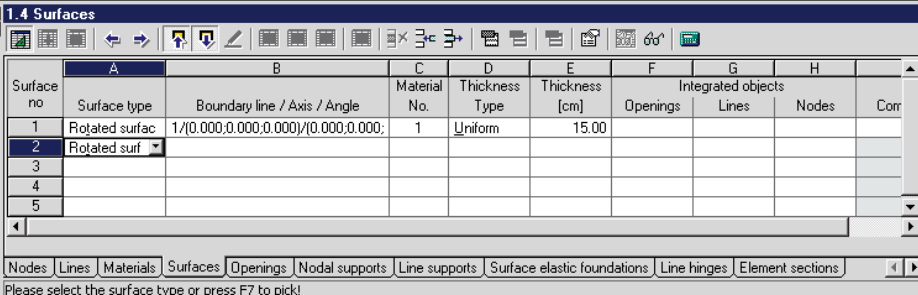 1.4 Surfaces
A B C D E F G H
Surface no Surface type Boundary line / Axis / Angle Material No. Thickness Type Thickness [cm] Integrated objects Openings Lines Nodes Com
1 Rotated surfac 1/(0.000;0.000;0.000)/(0.000;0.000; 1 Uniform 15.00
2 Rotated surf
3
4
5
Nodes Lines Materials Surfaces Openings Nodal supports Line supports Surface elastic foundations Line hinges Element sections
Please select the surface type or press F7 to pick!